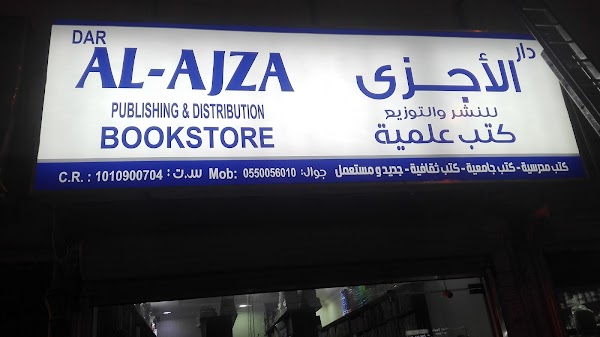 DAR
AL-AJZA
PUBLISHING & DISTRIBUTION
BOOKSTORE
دار
الأجـزى
للنشر والتوزيع
كتب علمية
C.R. : 1010900704 : س.ت Mob: 0550056010 :جوال
كتب مدرسية - كتب جامعية - كتب ثقافية - جديد و مستعمل